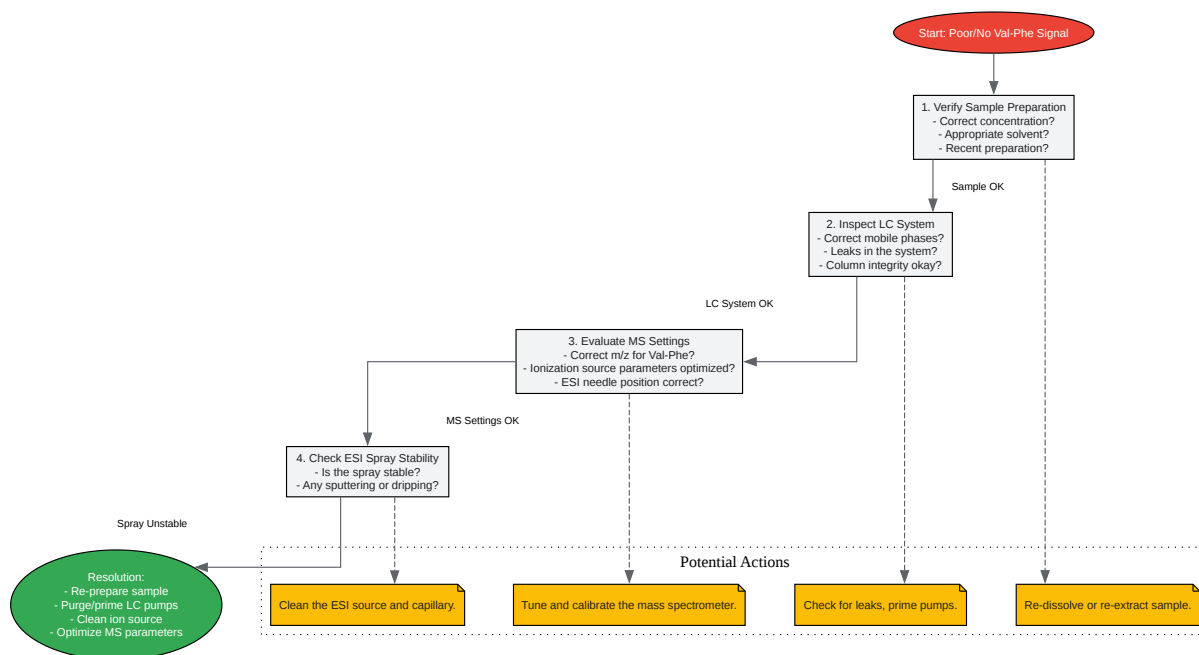 Start: Poor/No Val-Phe Signal
1. Verify Sample Preparation
- Correct concentration?
- Appropriate solvent?
- Recent preparation?
Sample OK
2. Inspect LC System
- Correct mobile phases?
- Leaks in the system?
- Column integrity okay?
LC System OK
3. Evaluate MS Settings
- Correct m/z for Val-Phe?
- Ionization source parameters optimized?
- ESI needle position correct?
MS Settings OK
4. Check ESI Spray Stability
- Is the spray stable?
- Any sputtering or dripping?
Spray Unstable
Resolution:
- Re-prepare sample
- Purge/prime LC pumps
- Clean ion source
- Optimize MS parameters
Potential Actions
Clean the ESI source and capillary.
Tune and calibrate the mass spectrometer.
Check for leaks, prime pumps.
Re-dissolve or re-extract sample.